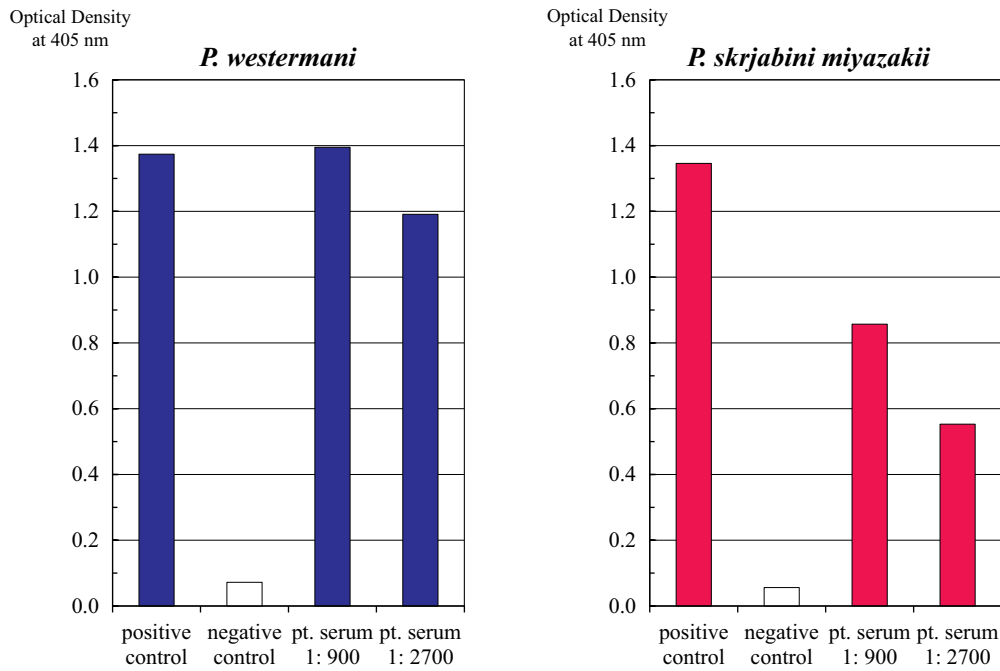 Optical Density
at 405 nm
P. westermani
1.6
1.4
1.2
1.0
0.8
0.6
0.4
0.2
0.0
positive
control
negative
control
pt. serum
1: 900
pt. serum
1: 2700
Optical Density
at 405 nm
P. skrjabini miyazakii
1.6
1.4
1.2
1.0
0.8
0.6
0.4
0.2
0.0
positive
control
negative
control
pt. serum
1: 900
pt. serum
1: 2700